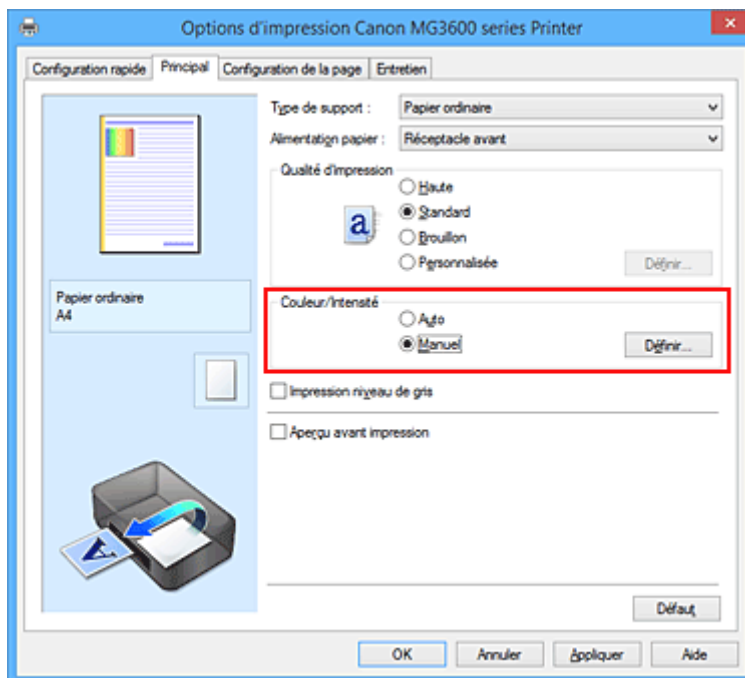 Options d'impression Canon MG3600 series Printer
Configuration rapide Principal Configuration de la page Entretien
Type de support : Papier ordinaire
Alimentation papier : Réceptacle avant
Qualité d'impression
Haute
a Standard
Brouillon
Personnalisée Définir...
Papier ordinaire
A4
Couleur/Intensité
Auto
Manuel Définir...
Impression niveau de gris
Aperçu avant impression
A
Défaut
OK Annuler Appliquer Aide